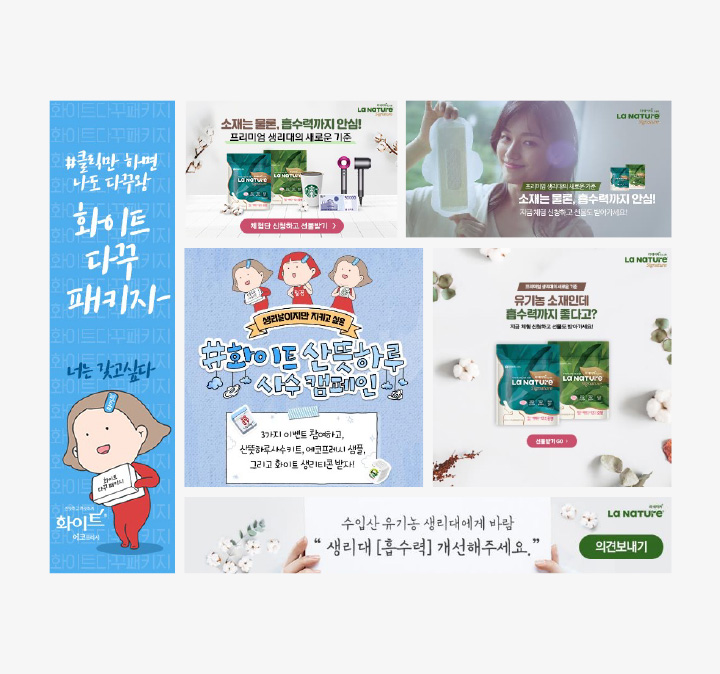 #클릭만 하면
나도 다꾸왕
화이트
다꾸
패키지
너는 갖고싶다
화이트
다꾸 패키지
화이트
에코프레시
LA NATURE
Signature
소재는 물론, 흡수력까지 안심!
프리미엄 생리대의 새로운 기준
LA NATURE
Signature
체험단 신청하고 선물받기 >
LA NATURE
Signature
프리미엄 생리대의 새로운 기준
소재는 물론, 흡수력까지 안심!
지금 체험 신청하고 선물도 받아가세요!
생리중이지만 지키고 싶은
#화이트 산뜻하루
사수 캠페인
3가지 이벤트 참여하고,
산뜻하루사수키트, 에코프레시 샘플,
그리고 화이트 생리티콘 받자!
LA NATURE
Signature
프리미엄 생리대의 새로운 기준
유기농 소재인데
흡수력까지 좋다고?
지금 체험 신청하고 선물도 받아가세요!
LA NATURE
Signature
LA NATURE
Signature
선물받기 GO >
수입산 유기농 생리대에게 바람
“ 생리대 [흡수력] 개선해주세요. ”
LA NATURE
의견보내기